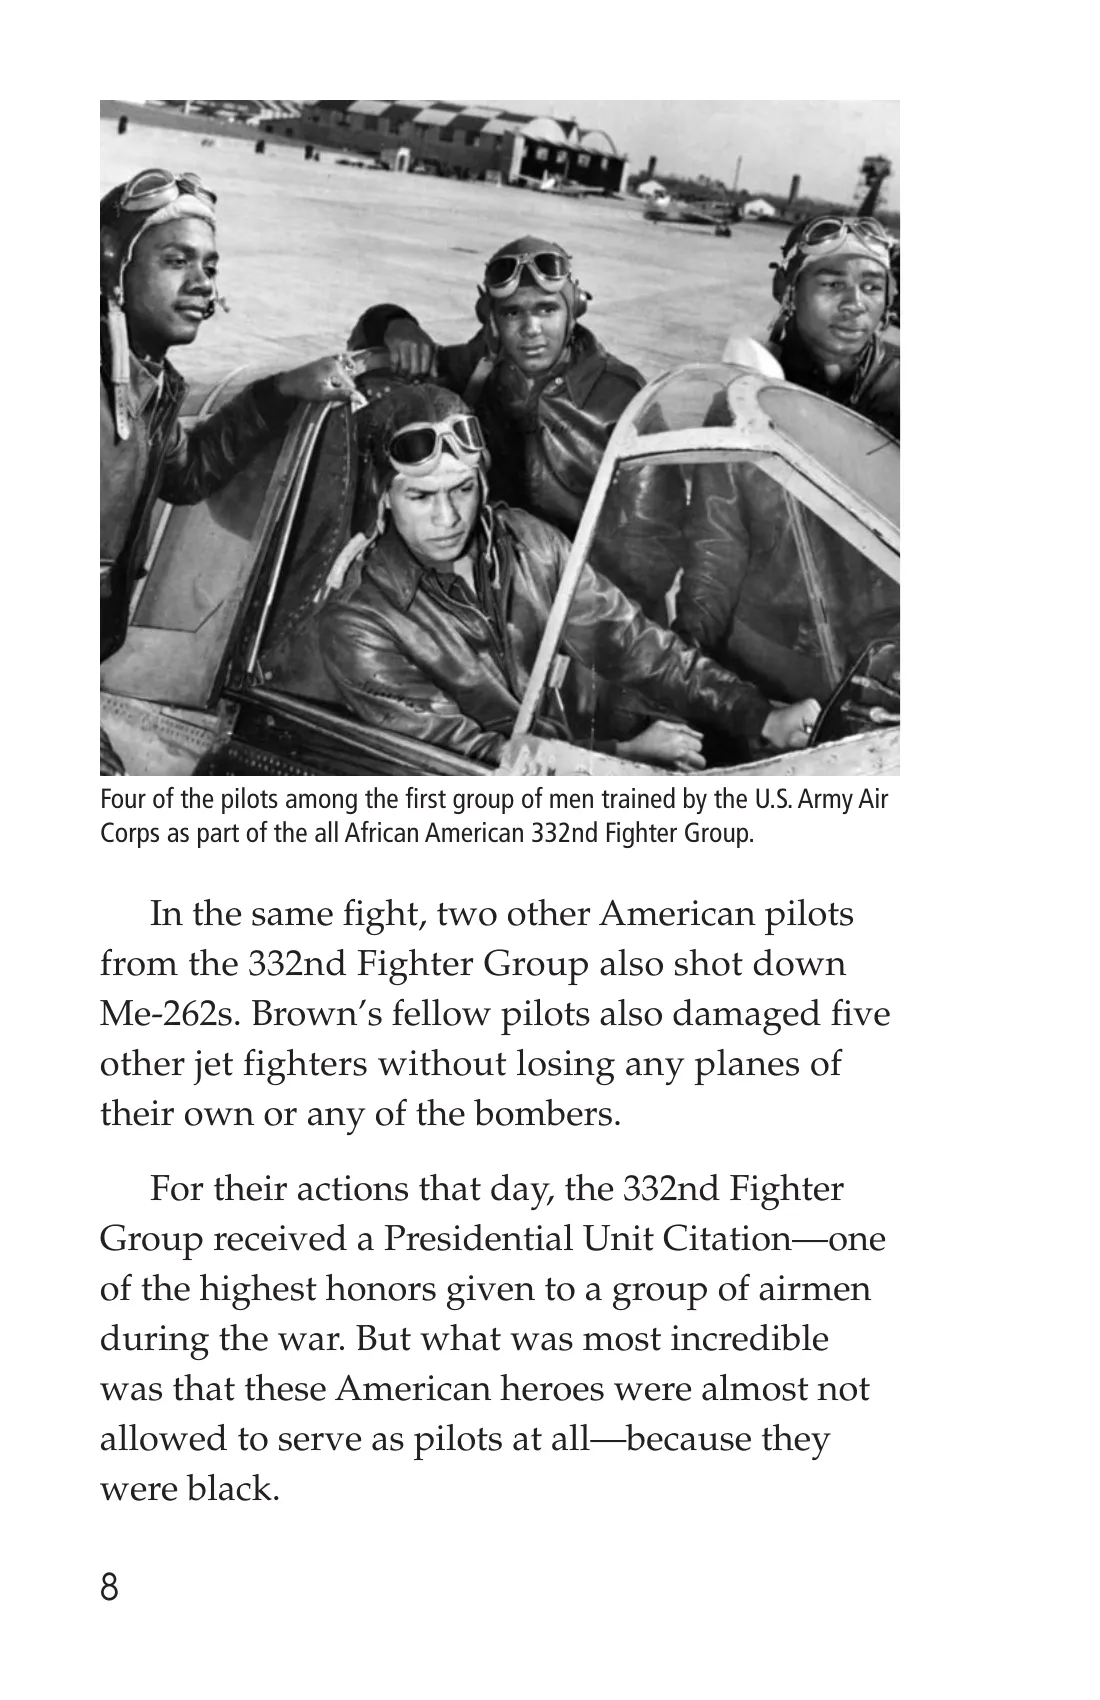 Four of the pilots among the first group of men trained by the U.S. Army Air
Corps as part of the all African American 332nd Fighter Group.
In the same fight, two other American pilots
from the 332nd Fighter Group also shot down
Me-262s. Brown’s fellow pilots also damaged five
other jet fighters without losing any planes of
their own or any of the bombers.
For their actions that day, the 332nd Fighter
Group received a Presidential Unit Citation—one
of the highest honors given to a group of airmen
during the war. But what was most incredible
was that these American heroes were almost not
allowed to serve as pilots at all—because they
were black.
8